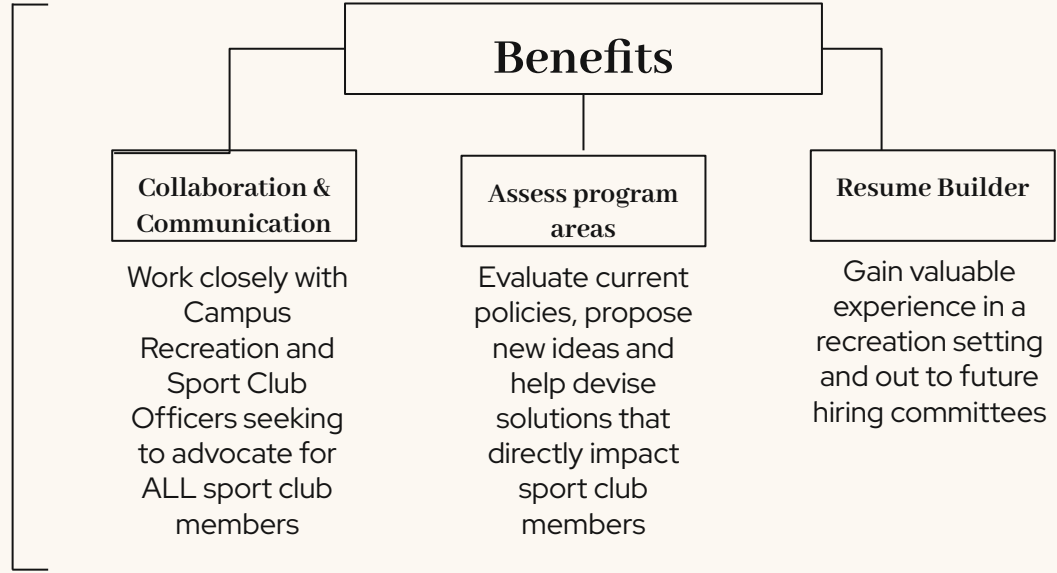 Benefits
Collaboration &
Communication
Work closely with
Campus
Recreation and
Sport Club
Officers seeking
to advocate for
ALL sport club
members
Assess program
areas
Evaluate current
policies, propose
new ideas and
help devise
solutions that
directly impact
sport club
members
Resume Builder
Gain valuable
experience in a
recreation setting
and out to future
hiring committees